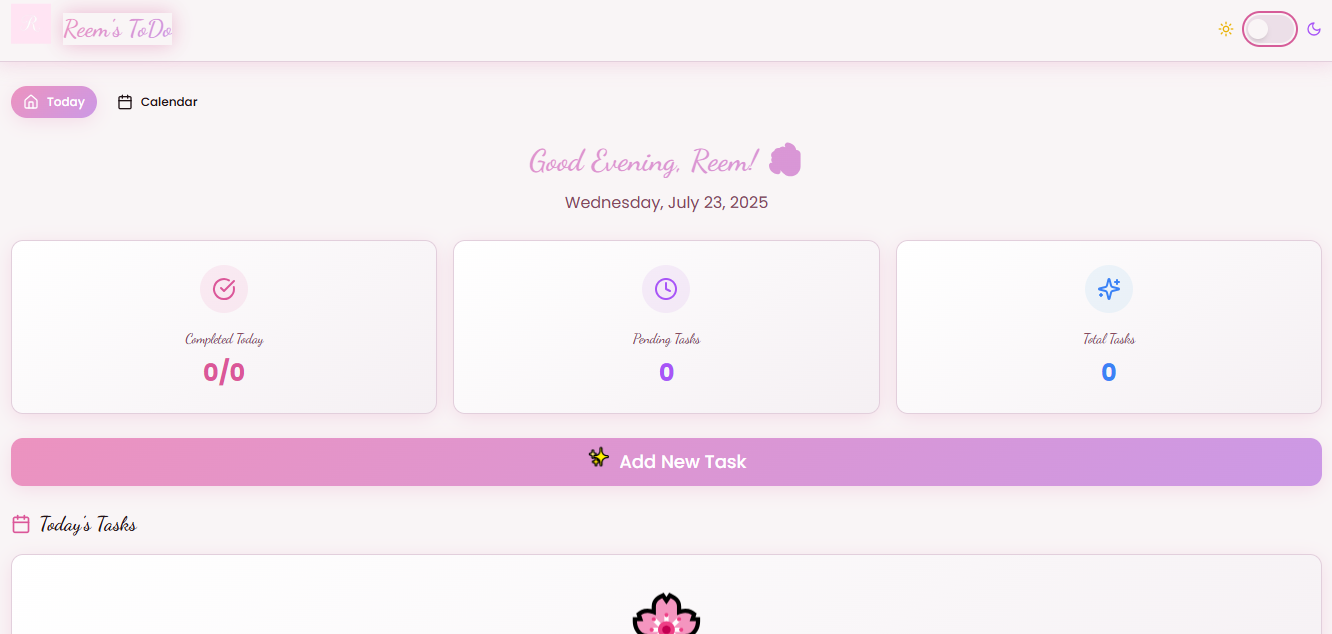 R
Reem's ToDo
Today
Calendar
Good Evening, Reem!
Wednesday, July 23, 2025
Completed Today
0/0
Pending Tasks
0
Total Tasks
0
Add New Task
Today's Tasks